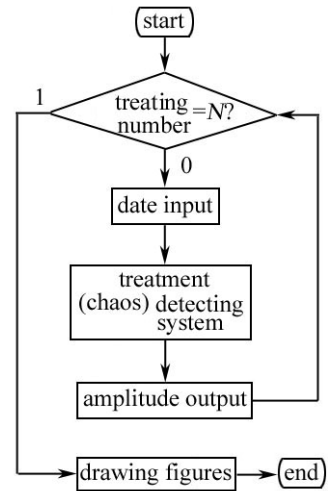 start
1
treating =N?
number
0
date input
treatment
(chaos) detecting
system
amplitude output
drawing figures
end